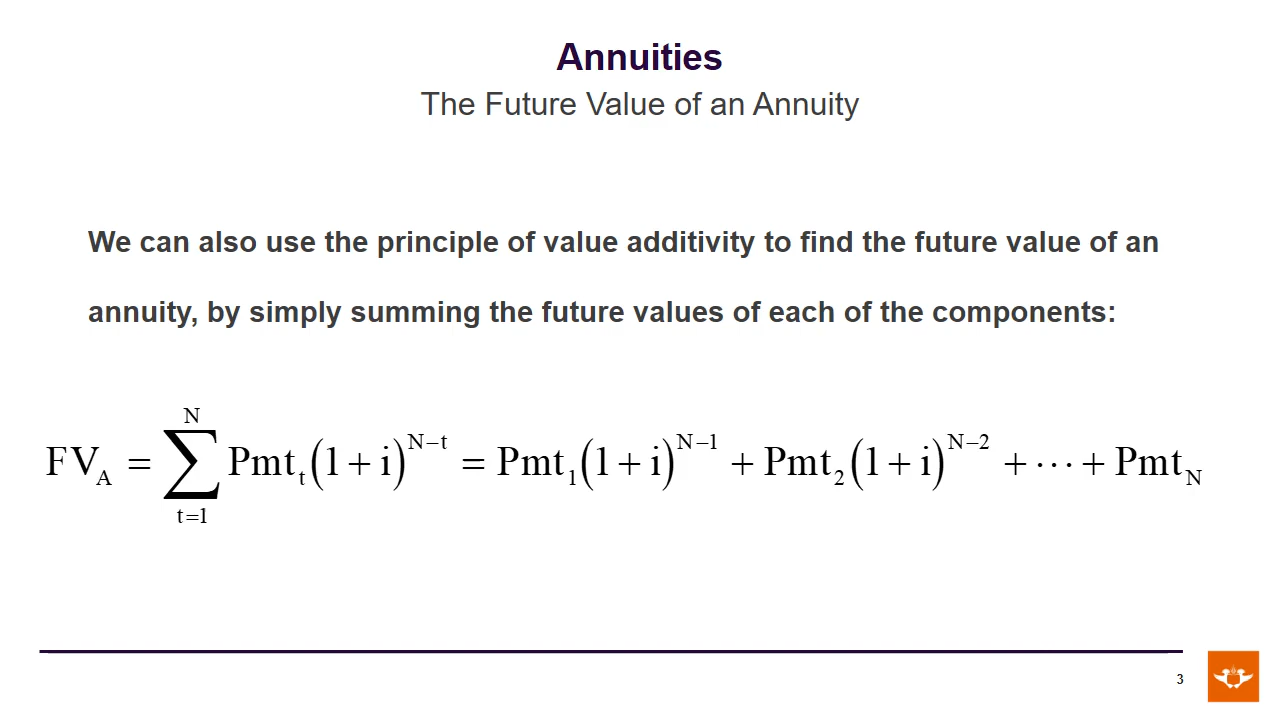 Annuities
The Future Value of an Annuity
We can also use the principle of value additivity to find the future value of an
annuity, by simply summing the future values of each of the components:
FV_A = \sum_{t=1}^{N} Pmt_t (1 + i)^{N-t} = Pmt_1 (1 + i)^{N-1} + Pmt_2 (1 + i)^{N-2} + ⋯ + Pmt_N
3